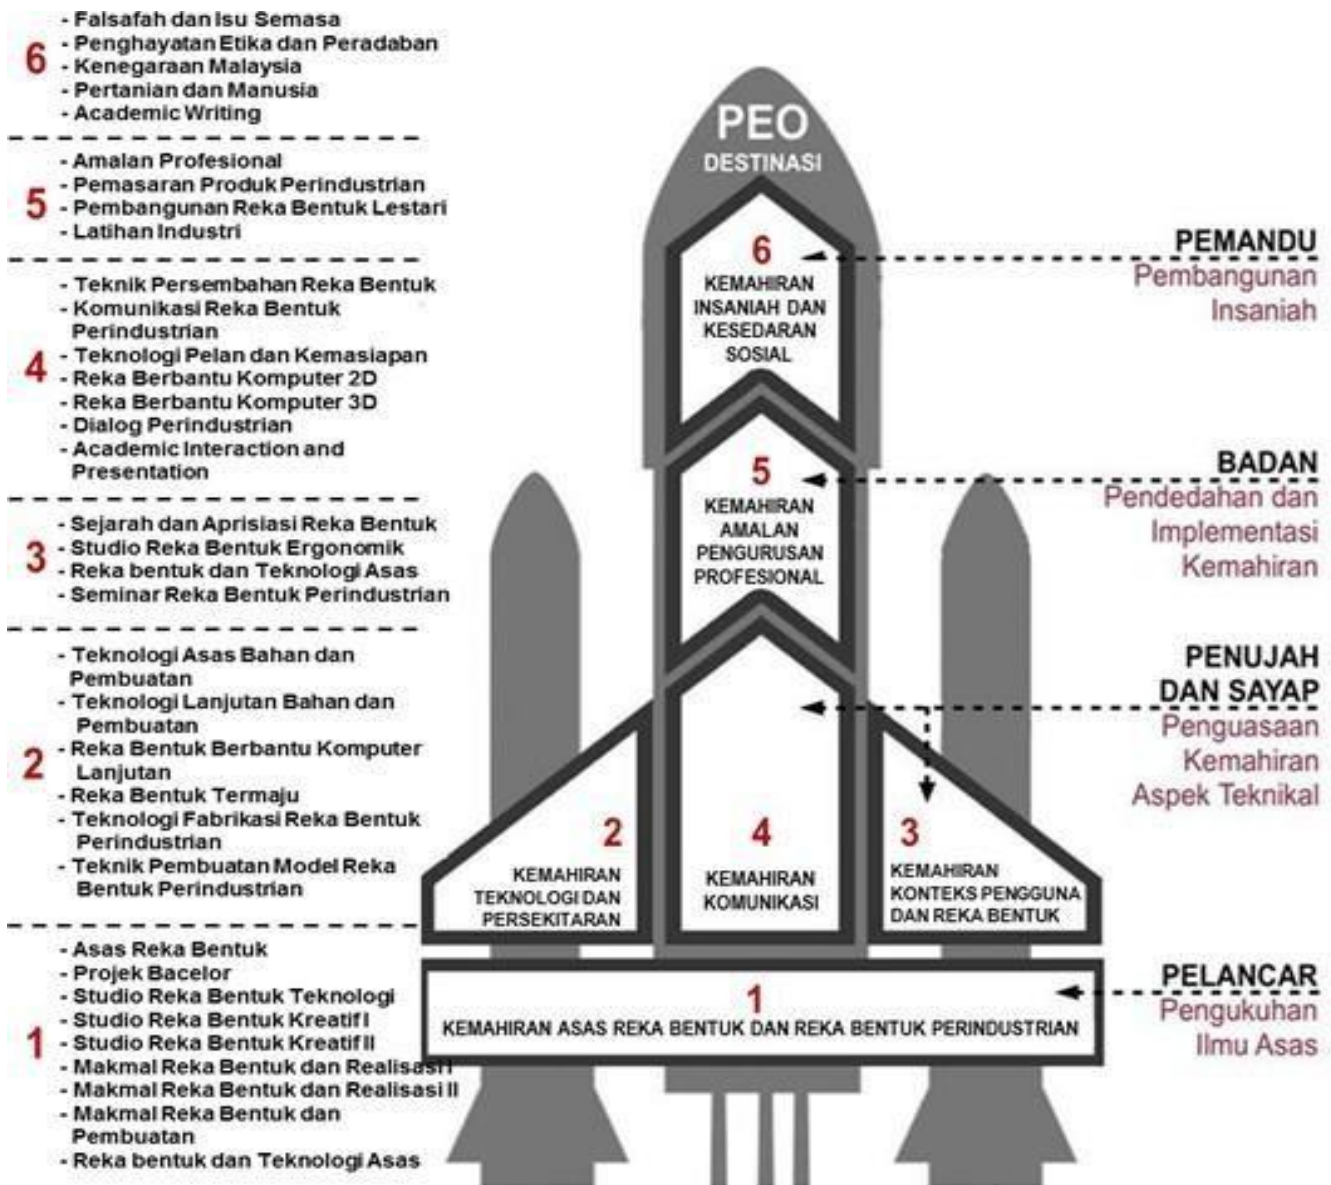 - Falsafah dan Isu Semasa
- Penghayatan Etika dan Peradaban
6
- Kenegaraan Malaysia
- Pertanian dan Manusia
- Academic Writing
- Amalan Profesional
- Pemasaran Produk Perindustrian
5
- Pembangunan Reka Bentuk Lestari
- Latihan Industri
- Teknik Persembahan Reka Bentuk
- Komunikasi Reka Bentuk
Perindustrian
- Teknologi Pelan dan Kemasiapan
4
- Reka Berbantu Komputer 2D
- Reka Berbantu Komputer 3D
- Dialog Perindustrian
- Academic Interaction and
Presentation
- Sejarah dan Aprisiasi Reka Bentuk
- Studio Reka Bentuk Ergonomik
3
- Reka bentuk dan Teknologi Asas
- Seminar Reka Bentuk Perindustrian
- Teknologi Asas Bahan dan
Pembuatan
- Teknologi Lanjutan Bahan dan
Pembuatan
- Reka Bentuk Berbantu Komputer
2
Lanjutan
- Reka Bentuk Termaju
- Teknologi Fabrikasi Reka Bentuk
Perindustrian
- Teknik Pembuatan Model Reka
Bentuk Perindustrian
- Asas Reka Bentuk
- Projek Bacelor
- Studio Reka Bentuk Teknologi
- Studio Reka Bentuk Kreatif I
- Studio Reka Bentuk Kreatif II
1
- Makmal Reka Bentuk dan Realisasi I
- Makmal Reka Bentuk dan Realisasi II
- Makmal Reka Bentuk dan
Pembuatan
- Reka bentuk dan Teknologi Asas
PEO
DESTINASI
6
KEMAHIRAN
INSANIAH DAN
KESEDARAN
SOSIAL
5
KEMAHIRAN
AMALAN
PENGURUSAN
PROFESIONAL
2
KEMAHIRAN
TEKNOLOGI DAN
PERSEKITARAN
4
KEMAHIRAN
KOMUNIKASI
3
KEMAHIRAN
KONTEKS PENGGUNA
DAN REKA BENTUK
1
KEMAHIRAN ASAS REKA BENTUK DAN REKA BENTUK PERINDUSTRIAN
PEMANDU
Pembangunan
Insaniah
BADAN
Pendedahan dan
Implementasi
Kemahiran
PENUJAH
DAN SAYAP
Penguasaan
Kemahiran
Aspek Teknikal
PELANCAR
Pengukuhan
Ilmu Asas